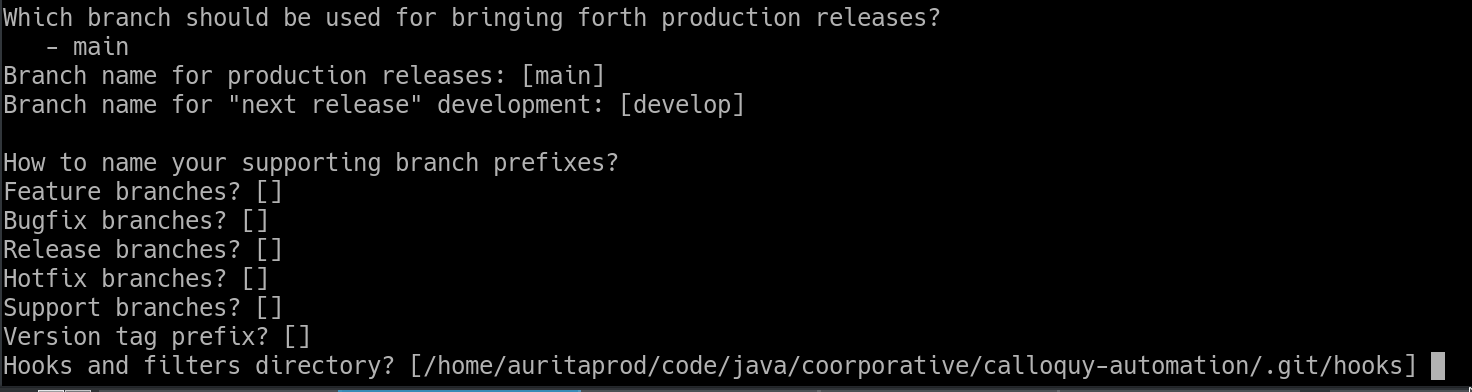 Which branch should be used for bringing forth production releases?
- main
Branch name for production releases: [main]
Branch name for "next release" development: [develop]
How to name your supporting branch prefixes?
Feature branches? []
Bugfix branches? []
Release branches? []
Hotfix branches? []
Support branches? []
Version tag prefix? []
Hooks and filters directory? [/home/auritaprod/code/java/coorporative/calloquy-automation/.git/hooks]